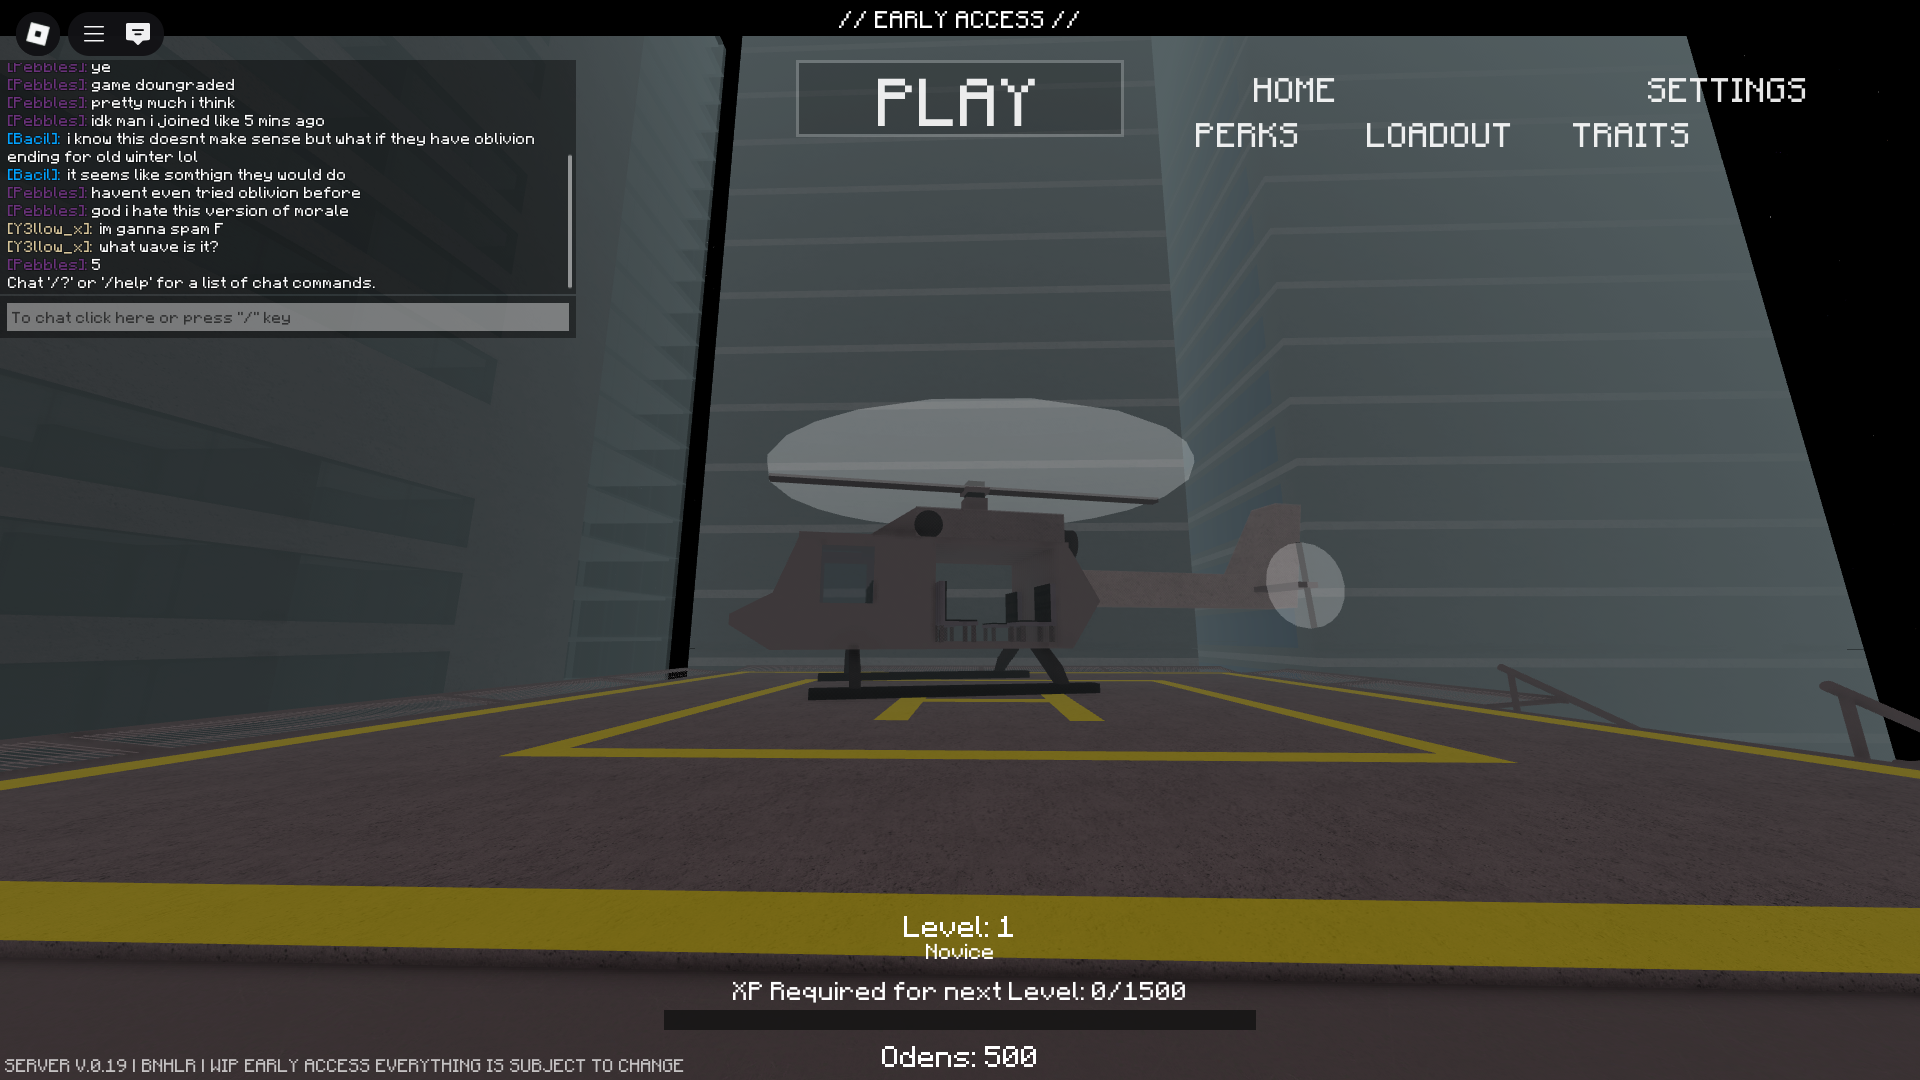 // EARLY ACCESS //
PLAY
HOME
SETTINGS
PERKS
LOADOUT
TRAITS
[Pebbles]: ye
[Pebbles]: game downgraded
[Pebbles]: pretty much i think
[Pebbles]: idk man i joined like 5 mins ago
[Bacil]: i know this doesnt make sense but what if they have oblivion
ending for old winter lol
[Bacil]: it seems like somthign they would do
[Pebbles]: havent even tried oblivion before
[Pebbles]: god i hate this version of morale
[Y3llow_x]: im ganna spam F
[Y3llow_x]: what wave is it?
[Pebbles]: 5
Chat '/?' or '/help' for a list of chat commands.
To chat click here or press "/" key
Level: 1
Novice
XP Required for next Level: 0/1500
Odens: 500
SERVER V.0.19 | BNHLR | WIP EARLY ACCESS EVERYTHING IS SUBJECT TO CHANGE